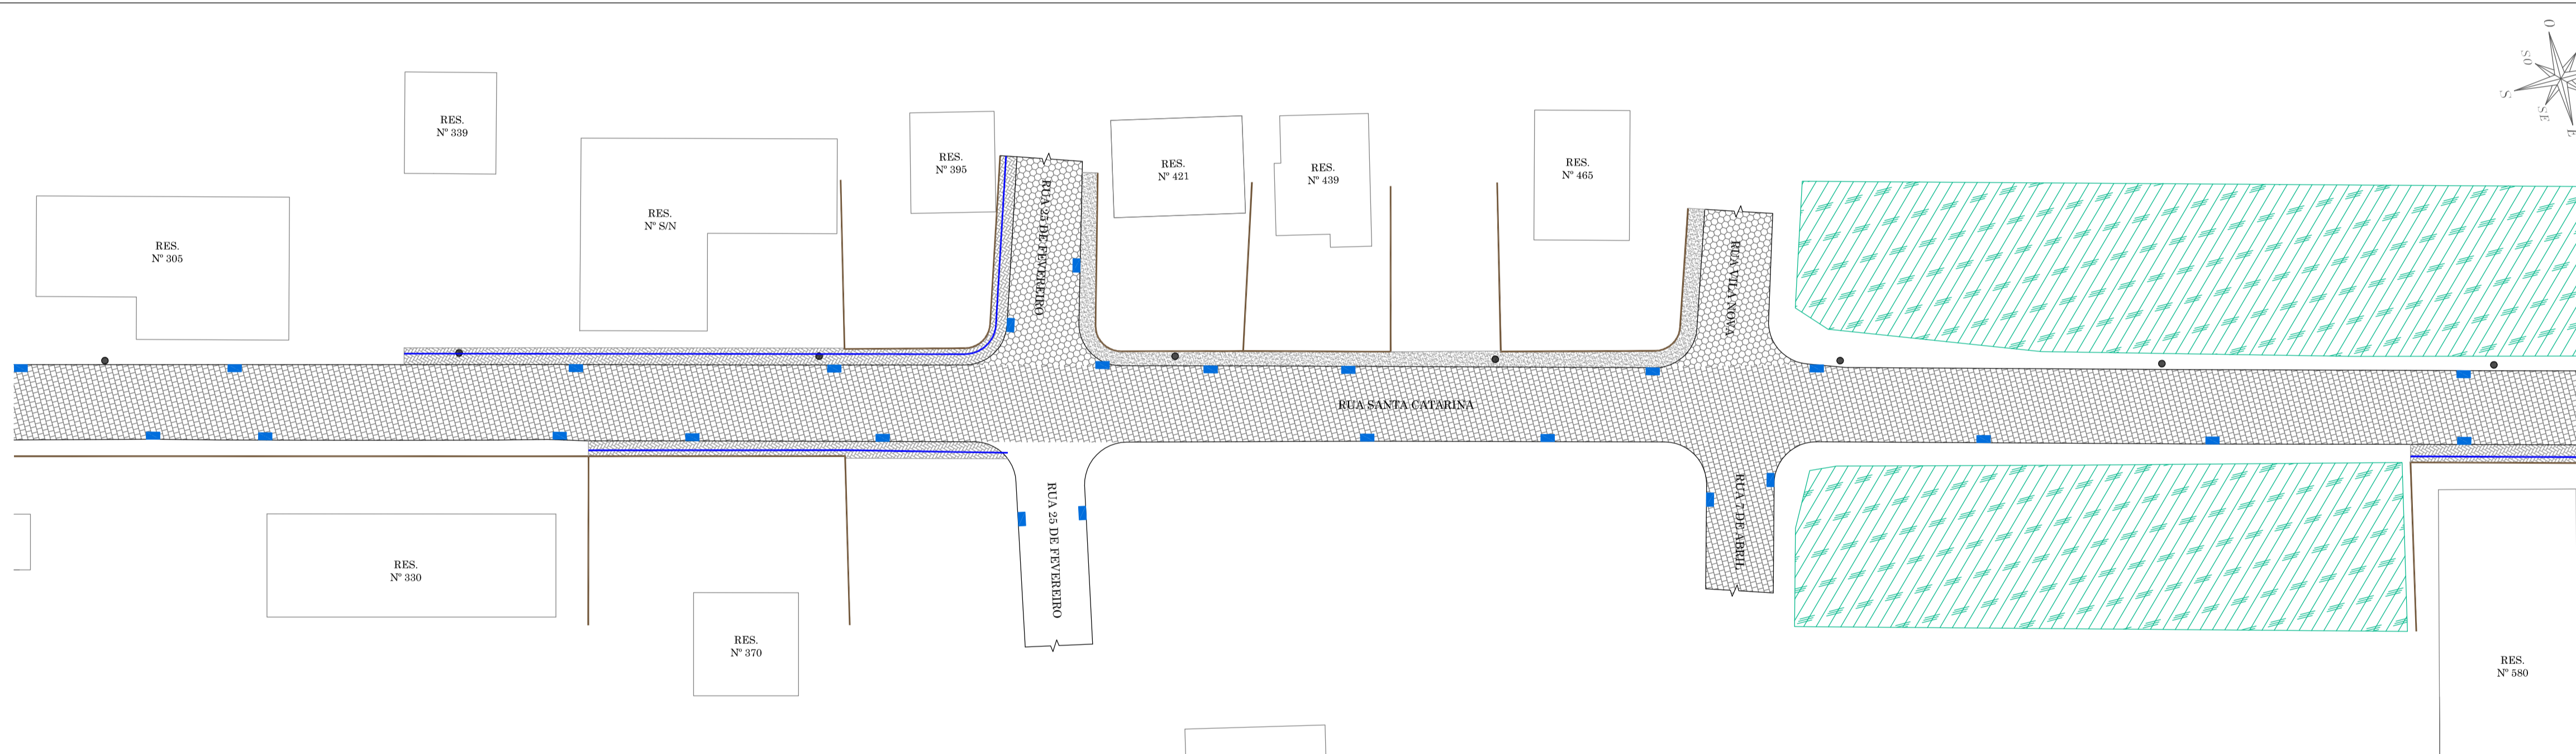 O
SO
S
SE
E
RES.
Nº 339
RES.
Nº 305
RES.
Nº S/N
RES.
Nº 395
RUA 25 DE FEVEREIRO
RES.
Nº 421
RES.
Nº 439
RES.
Nº 465
RUA VILA NOVA
RUA SANTA CATARINA
RES.
Nº 330
RES.
Nº 370
RUA 25 DE FEVEREIRO
RUA 7 DE ABRIL
RES.
Nº 580